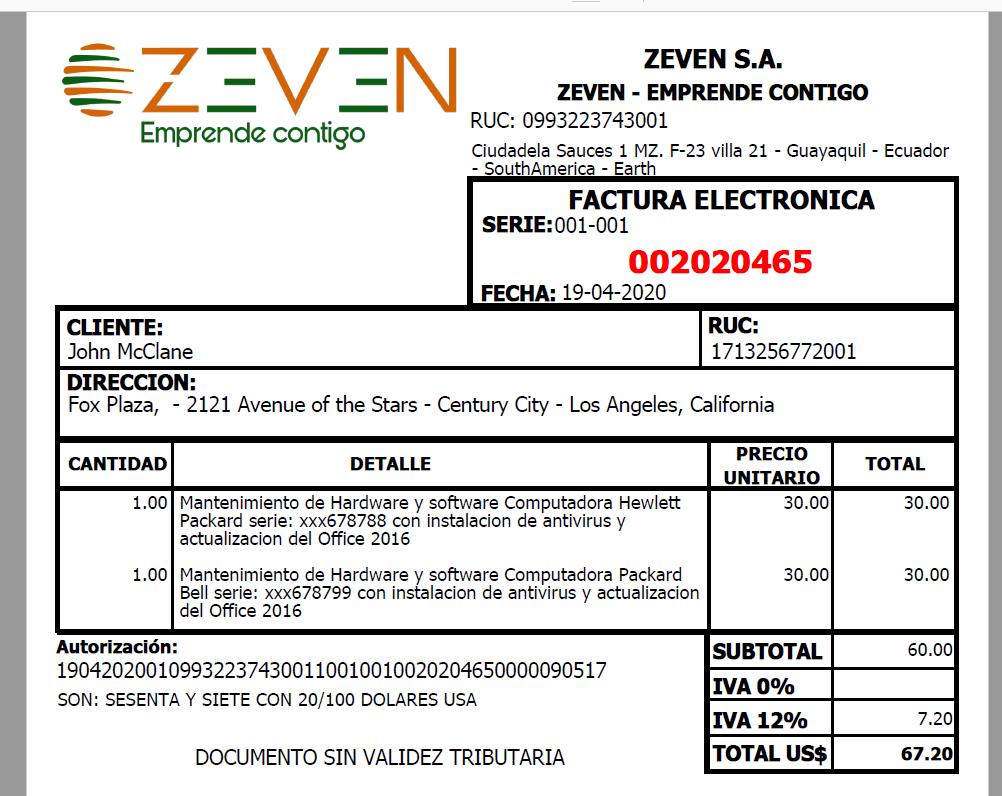 ZEVEN
Emprende contigo
ZEVEN S.A.
ZEVEN - EMPRENDE CONTIGO
RUC: 0993223743001
Ciudadela Sauces 1 MZ. F-23 villa 21 - Guayaquil - Ecuador
- SouthAmerica - Earth
FACTURA ELECTRONICA
SERIE: 001-001
002020465
FECHA: 19-04-2020
CLIENTE:
John McClane
RUC:
1713256772001
DIRECCION:
Fox Plaza,  - 2121 Avenue of the Stars - Century City - Los Angeles, California
CANTIDAD DETALLE PRECIO UNITARIO TOTAL
1.00 Mantenimiento de Hardware y software Computadora Hewlett 30.00 30.00
Packard serie: xxx678788 con instalacion de antivirus y
actualizacion del Office 2016
1.00 Mantenimiento de Hardware y software Computadora Packard 30.00 30.00
Bell serie: xxx678799 con instalacion de antivirus y actualizacion
del Office 2016
Autorización:
1904202001099322374300110010010020204650000090517
SON: SESENTA Y SIETE CON 20/100 DOLARES USA
DOCUMENTO SIN VALIDEZ TRIBUTARIA
SUBTOTAL 60.00
IVA 0%
IVA 12% 7.20
TOTAL US$ 67.20